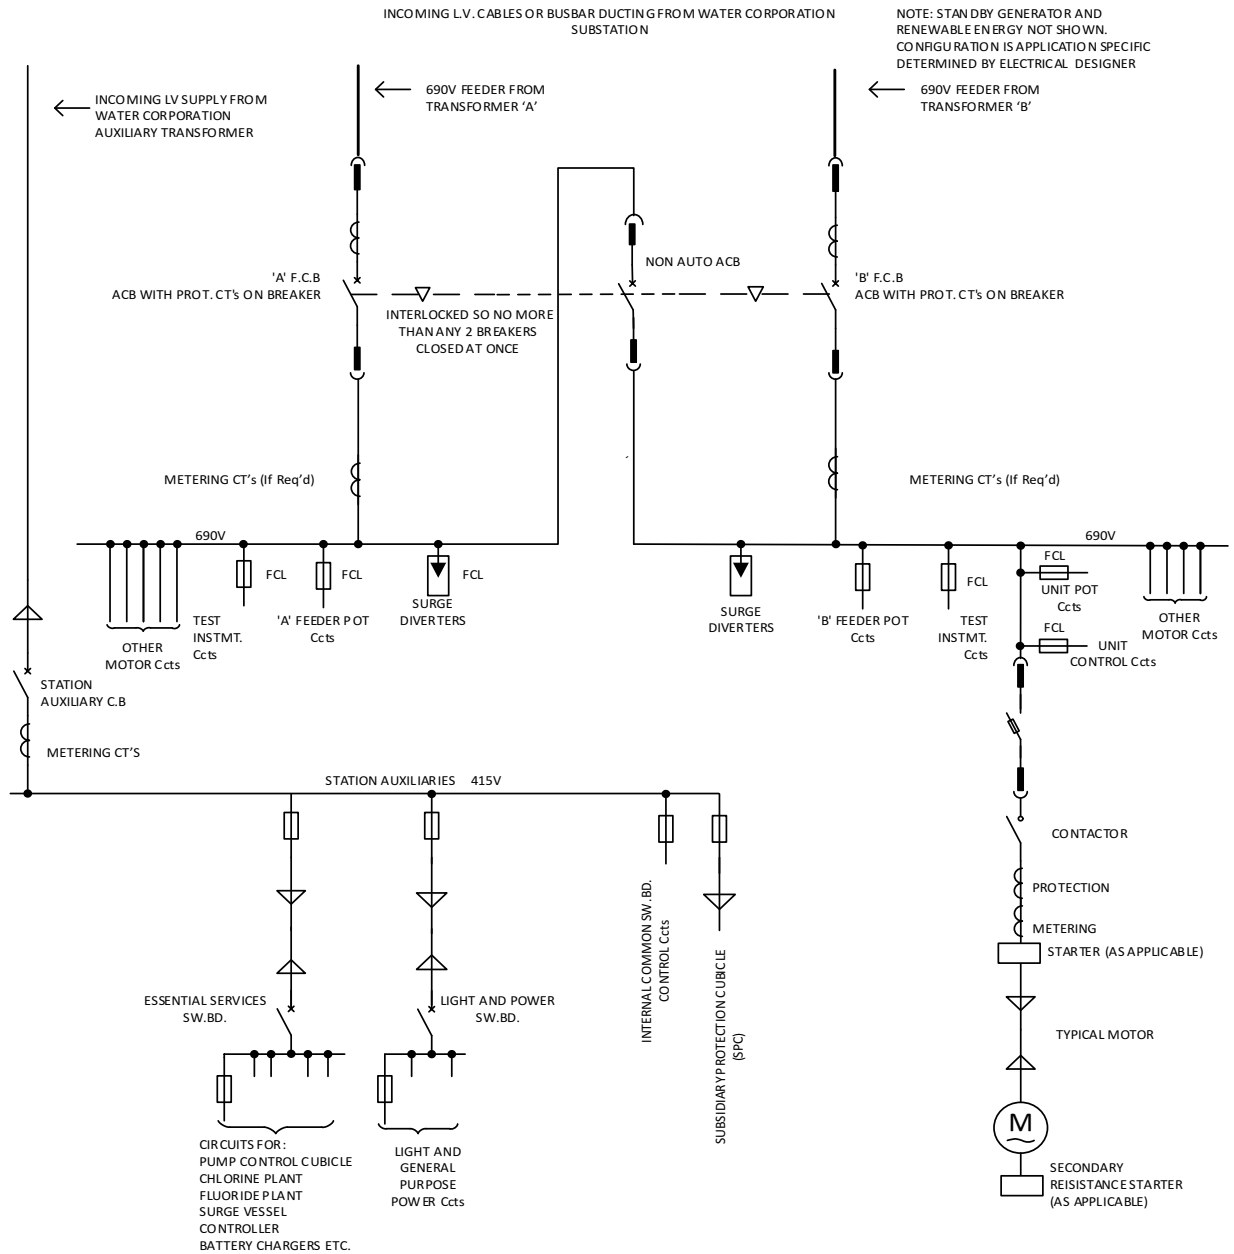 INCOMING L.V. CABLES OR BUSBAR DUCTING FROM WATER CORPORATION
SUBSTATION
NOTE: STANDBY GENERATOR AND
RENEWABLE ENERGY NOT SHOWN.
CONFIGURATION IS APPLICATION SPECIFIC
DETERMINED BY ELECTRICAL DESIGNER
INCOMING LV SUPPLY FROM
WATER CORPORATION
AUXILIARY TRANSFORMER
690V FEEDER FROM
TRANSFORMER ‘A’
690V FEEDER FROM
TRANSFORMER ‘B’
'A' F.C.B
ACB WITH PROT. CT's ON BREAKER
NON AUTO ACB
'B' F.C.B
ACB WITH PROT. CT's ON BREAKER
INTERLOCKED SO NO MORE
THAN ANY 2 BREAKERS
CLOSED AT ONCE
METERING CT’s (If Req’d)
METERING CT’s (If Req’d)
690V
690V
FCL
FCL
FCL
FCL
FCL
UNIT POT
Ccts
FCL
UNIT
CONTROL Ccts
OTHER
MOTOR Ccts
TEST
INSTMT.
Ccts
'A' FEEDER POT
Ccts
SURGE
DIVERTERS
SURGE
DIVERTERS
'B' FEEDER POT
Ccts
TEST
INSTMT.
Ccts
OTHER
MOTOR Ccts
STATION
AUXILIARY C.B
METERING CT’S
STATION AUXILIARIES 415V
CONTACTOR
PROTECTION
METERING
STARTER (AS APPLICABLE)
TYPICAL MOTOR
M
SECONDARY
REISISTANCE STARTER
(AS APPLICABLE)
ESSENTIAL SERVICES
SW.BD.
LIGHT AND POWER
SW.BD.
INTERNAL COMMON SW. BD.
CONTROL Ccts
SUBSIDIARY PROTECTION CUBICLE
(SPC)
CIRCUITS FOR:
PUMP CONTROL CUBICLE
CHLORINE PLANT
FLUORIDE PLANT
SURGE VESSEL
CONTROLLER
BATTERY CHARGERS ETC.
LIGHT AND
GENERAL
PURPOSE
POWER Ccts